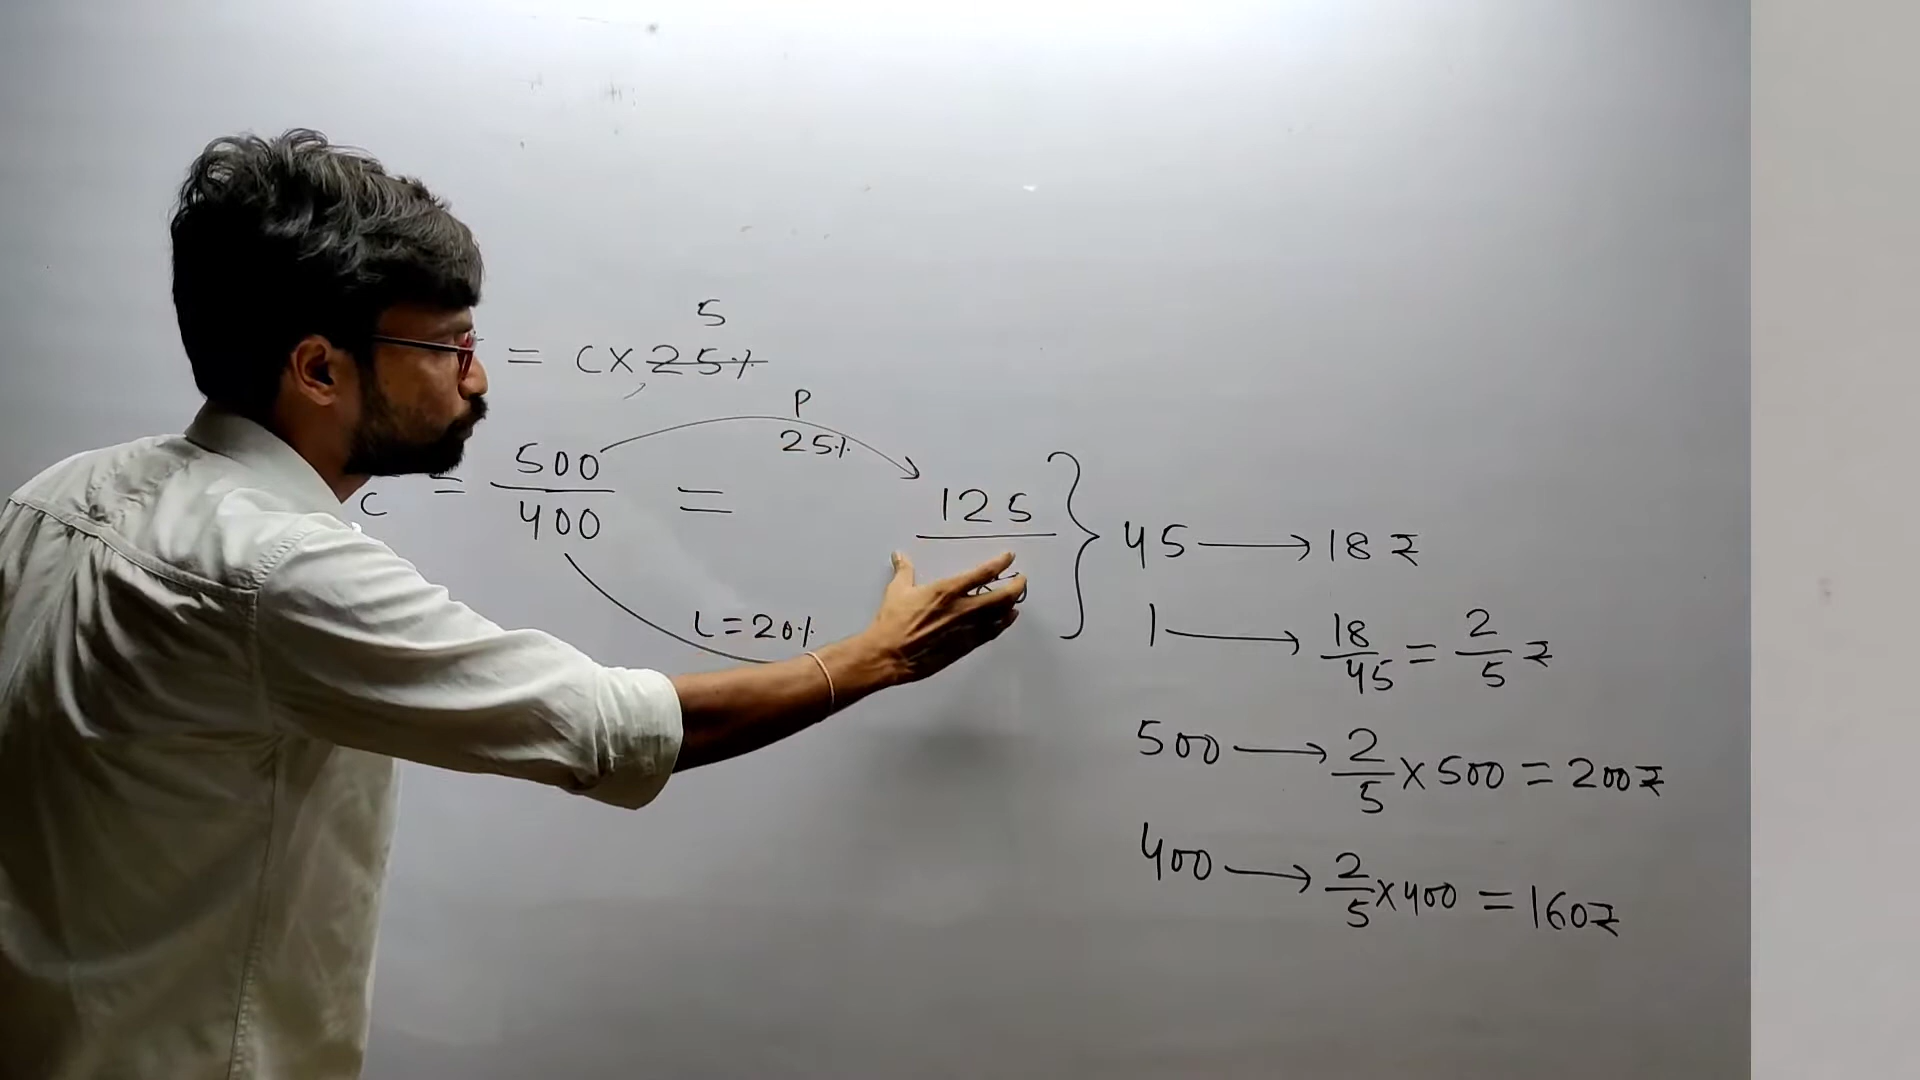 5
= C × 25%
P
25%
C = 500/400 =
125
L = 20%
45 → 18 ₹
1 → 18/45 = 2/5 ₹
500 → 2/5 × 500 = 200 ₹
400 → 2/5 × 400 = 160 ₹